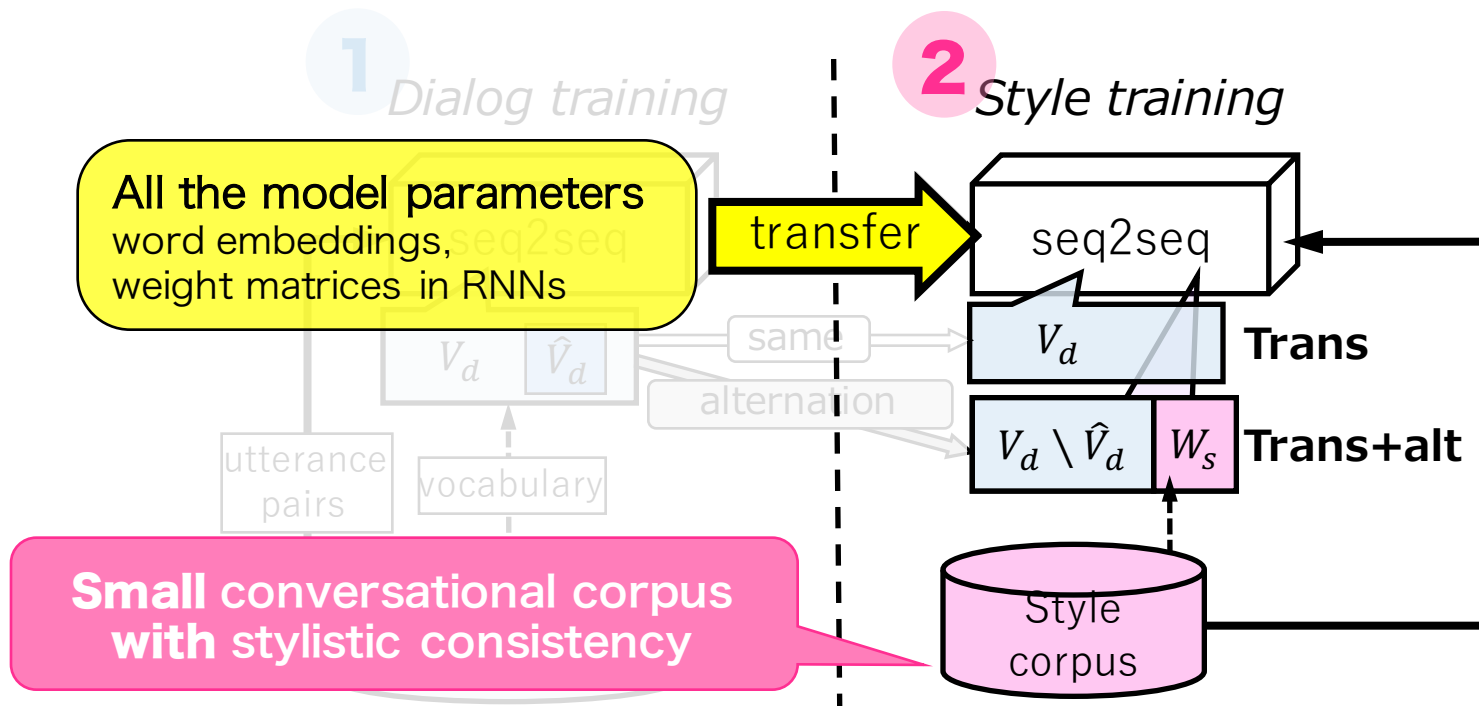 1
Dialog training
2
Style training
All the model parameters
word embeddings,
weight matrices in RNNs
seq2seq
transfer
seq2seq
V_d
V̂_d
same
V_d
Trans
alternation
V_d \ V̂_d
W_s
Trans+alt
utterance
pairs
vocabulary
Small conversational corpus
with stylistic consistency
Style
corpus